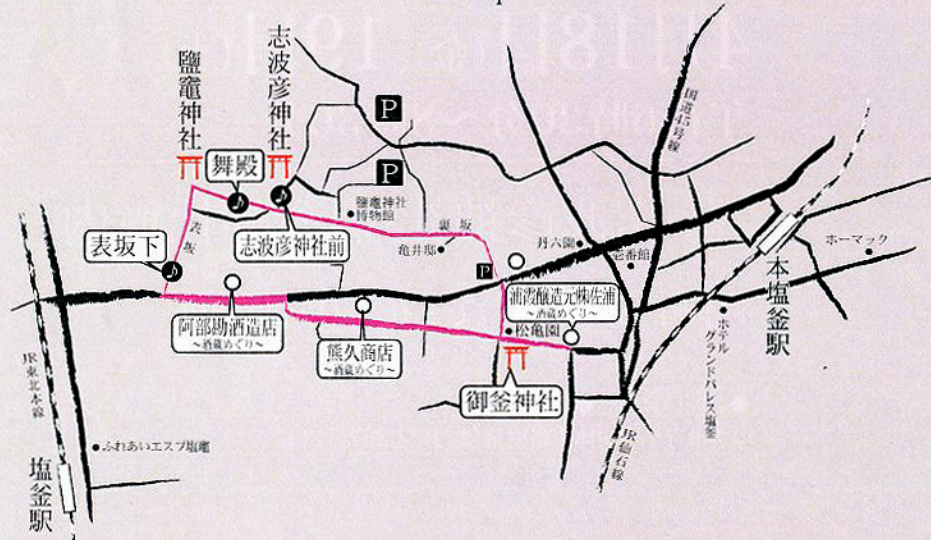 志波彦神社
鹽竈神社
舞殿
P
P
国道45号線
鹽竈神社
博物館
表坂
裏坂
志波彦神社前
亀井邸
丹六園
壱番館
ホーマック
表坂下
P
本塩釜駅
阿部勘酒造店
~酒蔵めぐり~
浦霞醸造元㈱佐浦
~酒蔵めぐり~
熊久商店
~酒蔵めぐり~
松亀園
ホテル
グランドパレス塩釜
御釜神社
JR東北本線
JR仙石線
ふれあいエスプ塩竈
塩釜駅